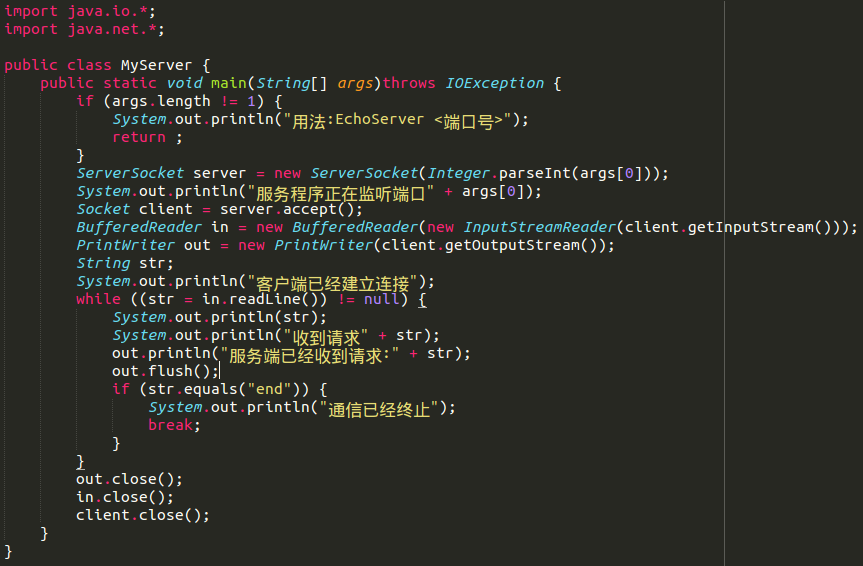 import java.io.*;
import java.net.*;

public class MyServer {
    public static void main(String[] args)throws IOException {
        if (args.length != 1) {
            System.out.println("用法:EchoServer <端口号>");
            return ;
        }
        ServerSocket server = new ServerSocket(Integer.parseInt(args[0]));
        System.out.println("服务程序正在监听端口" + args[0]);
        Socket client = server.accept();
        BufferedReader in = new BufferedReader(new InputStreamReader(client.getInputStream()));
        PrintWriter out = new PrintWriter(client.getOutputStream());
        String str;
        System.out.println("客户端已经建立连接");
        while ((str = in.readLine()) != null) {
            System.out.println(str);
            System.out.println("收到请求" + str);
            out.println("服务端已经收到请求:" + str);
            out.flush();
            if (str.equals("end")) {
                System.out.println("通信已经终止");
                break;
            }
        }
        out.close();
        in.close();
        client.close();
    }
}